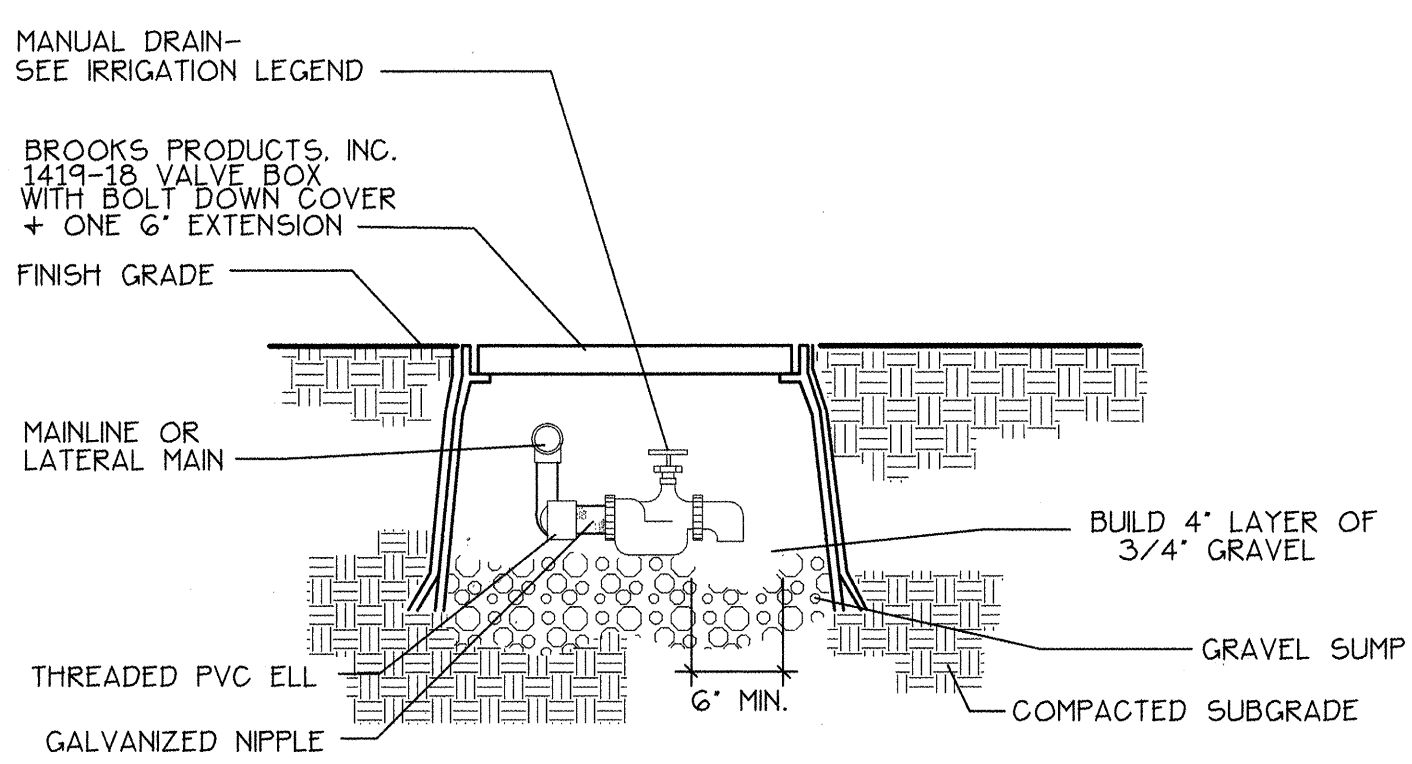 MANUAL DRAIN-
SEE IRRIGATION LEGEND
BROOKS PRODUCTS, INC.
1419-18 VALVE BOX
WITH BOLT DOWN COVER
+ ONE 6" EXTENSION
FINISH GRADE
MAINLINE OR
LATERAL MAIN
BUILD 4" LAYER OF
3/4" GRAVEL
GRAVEL SUMP
THREADED PVC ELL
6" MIN.
COMPACTED SUBGRADE
GALVANIZED NIPPLE